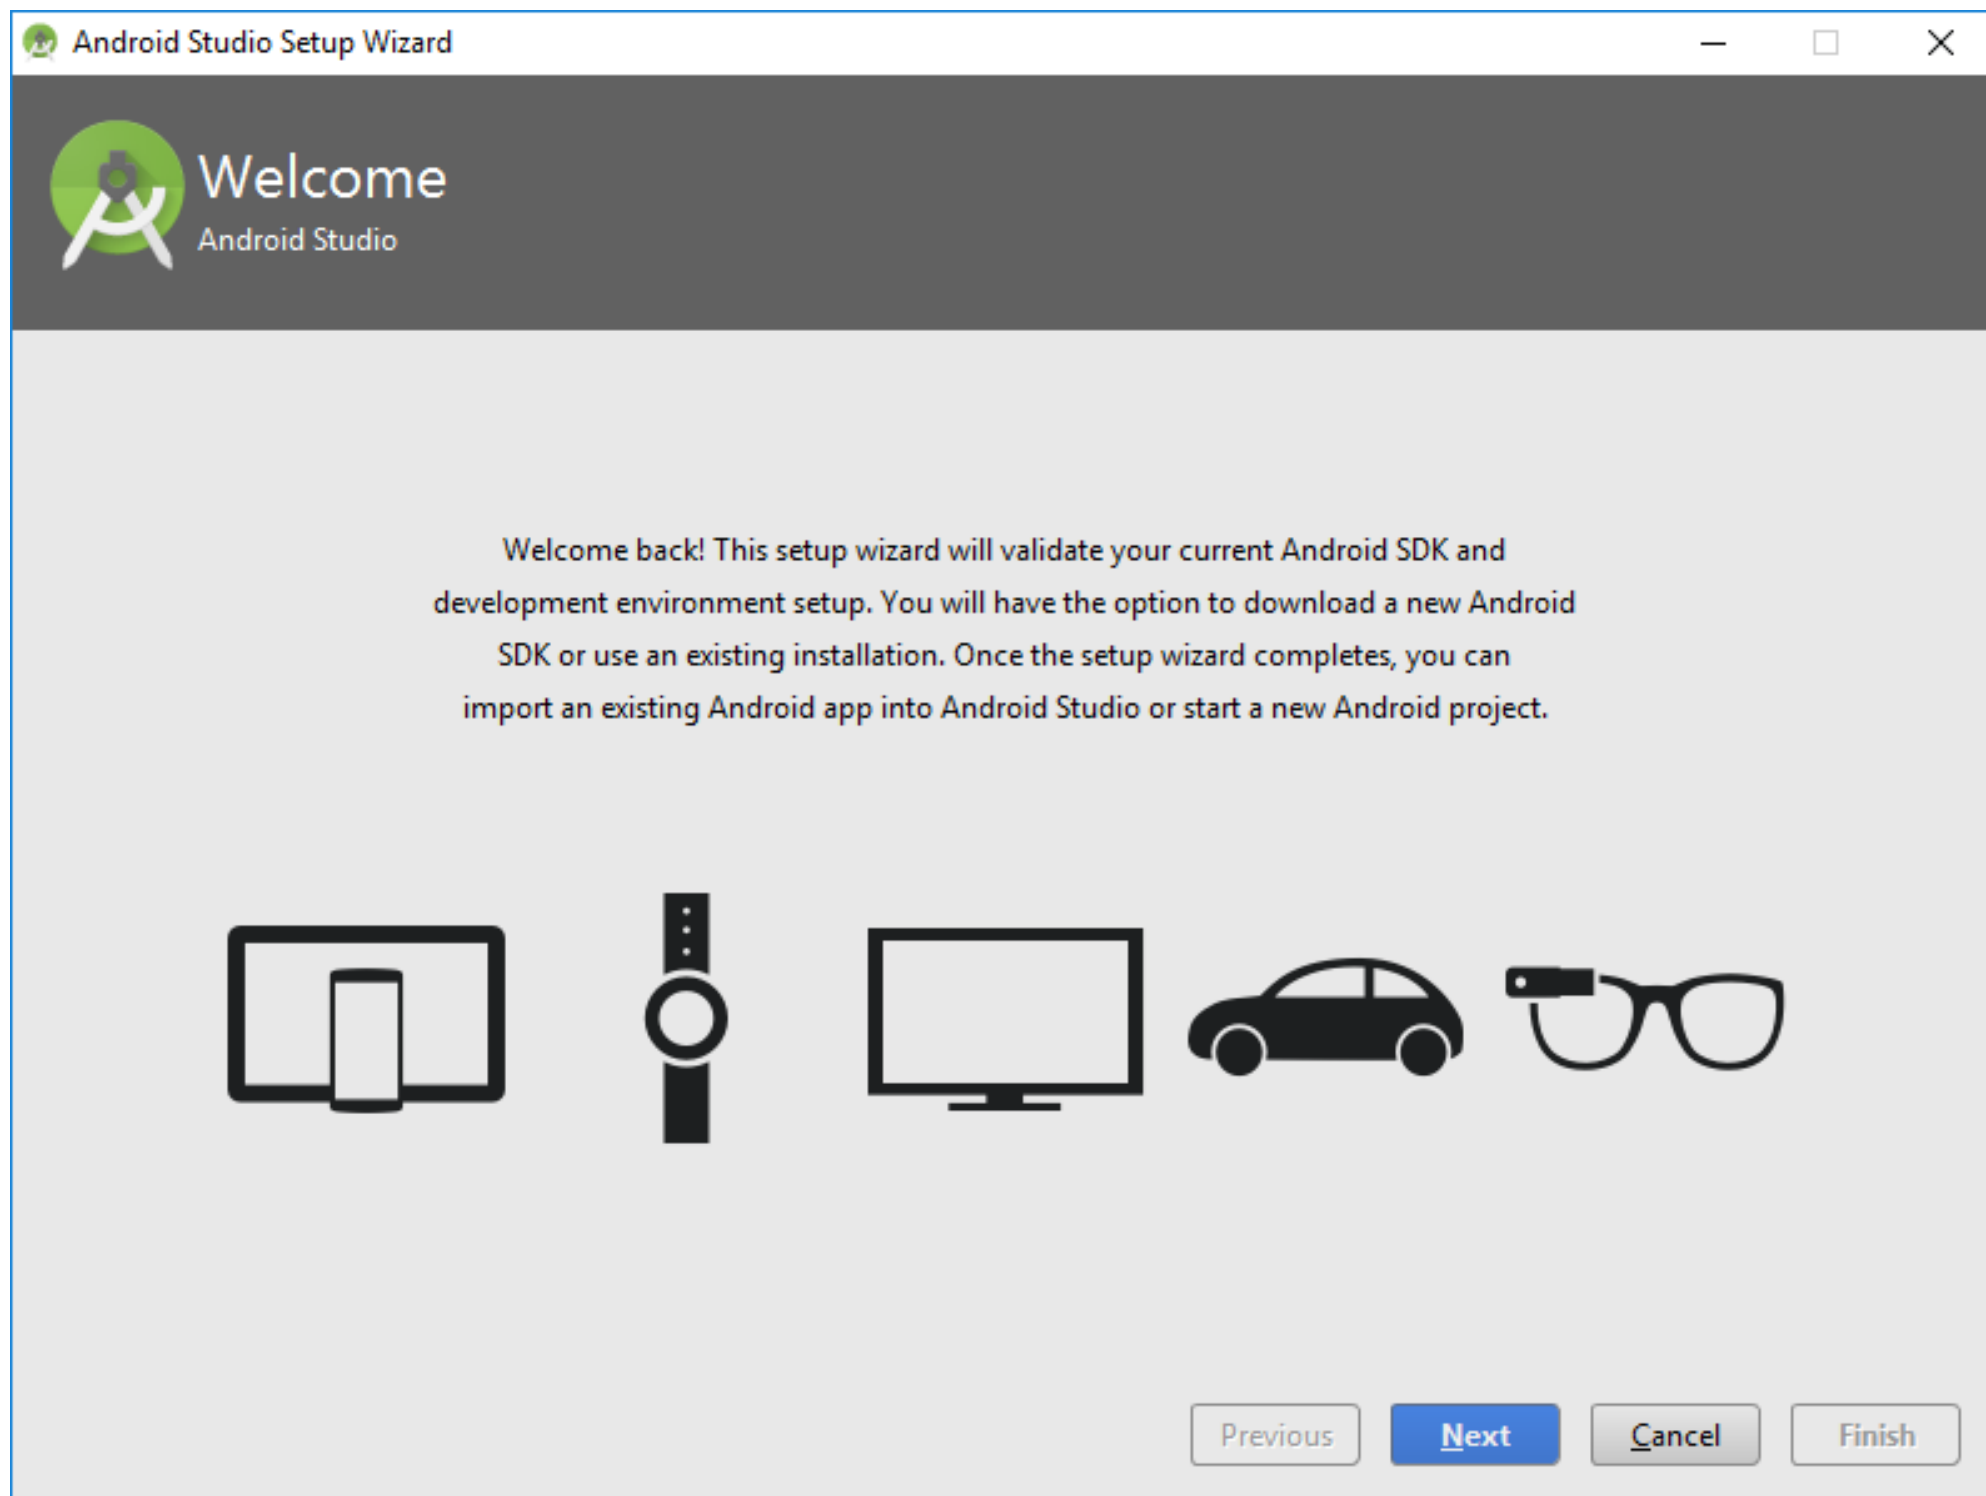 Android Studio Setup Wizard
Welcome
Android Studio
Welcome back! This setup wizard will validate your current Android SDK and
development environment setup. You will have the option to download a new Android
SDK or use an existing installation. Once the setup wizard completes, you can
import an existing Android app into Android Studio or start a new Android project.
Previous Next Cancel Finish